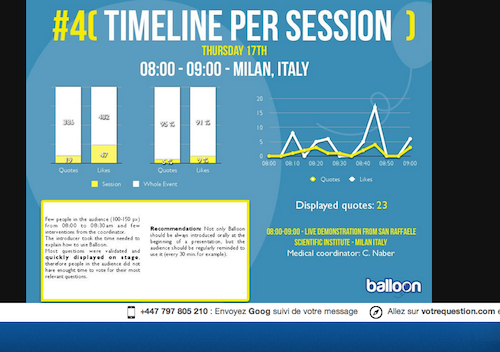 #4( TIMELINE PER SESSION )
THURSDAY 17TH
08:00 - 09:00 - MILAN, ITALY
386
482
19
47
Quotes
Likes
95 %
91 %
5 %
9 %
Quotes
Likes
Session
Whole Event
20
15
10
5
0
08:00
08:10
08:20
08:30
08:40
08:50
09:00
Quotes
Likes
Displayed quotes: 23
08:00-09:00 - LIVE DEMONSTRATION FROM SAN RAFFAELE
SCIENTIFIC INSTITUTE - MILAN ITALY
Medical coordinator: C. Naber
Few people in the audience (100-150 px)
from 08:00 to 08:30am and few
interventions from the coordinator.
The introducer took the time needed to
explain how to use Balloon.
Most questions were validated and
quickly displayed on stage,
therefore people in the audience did not
have enought time to vote for their most
relevant questions.
Recommendation: Not only Balloon
should be always introduced orally at the
beginning of a presentation, but the
audience should be regularly reminded to
use it (every 30 min. for example).
balloon
+447 797 805 210 : Envoyez Goog suivi de votre message
Allez sur votrequestion.com e